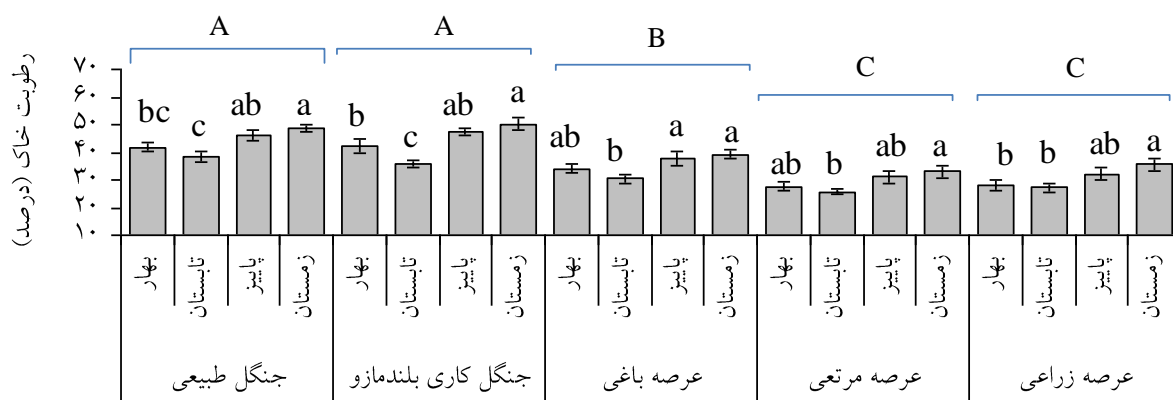 A A B C C
رطوبت خاک (درصد)
۷۰
۶۰
۵۰
۴۰
۳۰
۲۰
۱۰
bc c ab a b c ab a ab b a a ab b ab a b b ab a
بهار تابستان پاییز زمستان بهار تابستان پاییز زمستان بهار تابستان پاییز زمستان بهار تابستان پاییز زمستان بهار تابستان پاییز زمستان
جنگل طبیعی جنگل کاری بلندمازو عرصه باغی عرصه مرتعی عرصه زراعی